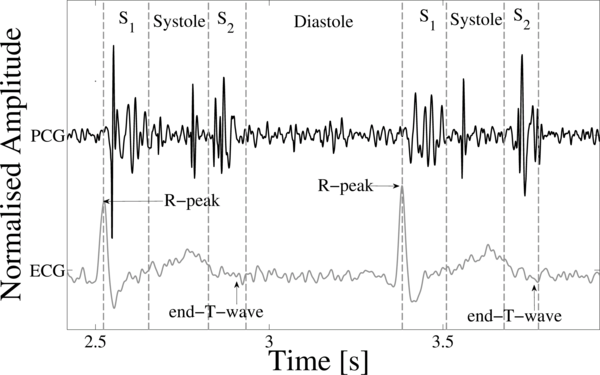 S1 Systole S2 Diastole S1 Systole S2
Normalised Amplitude
PCG
R-peak
R-peak
ECG
end-T-wave
end-T-wave
2.5 3 3.5
Time [s]